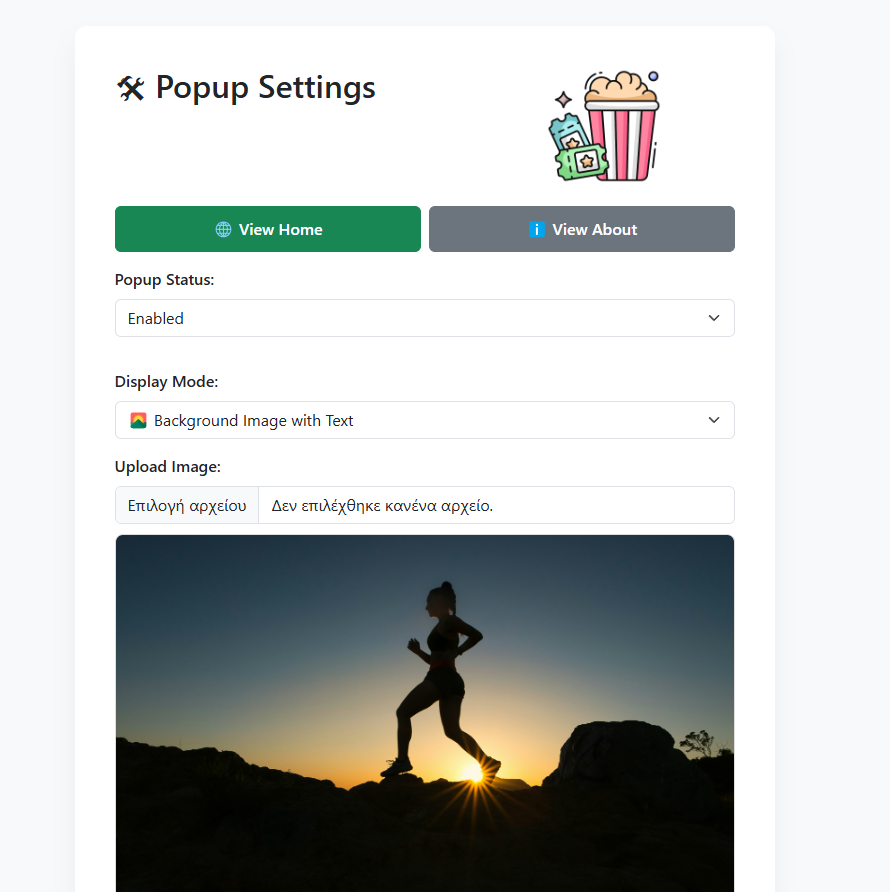 🛠 Popup Settings
🌐 View Home
ℹ️ View About
Popup Status:
Enabled
Display Mode:
🌄 Background Image with Text
Upload Image:
Επιλογή αρχείου Δεν επιλέχθηκε κανένα αρχείο.